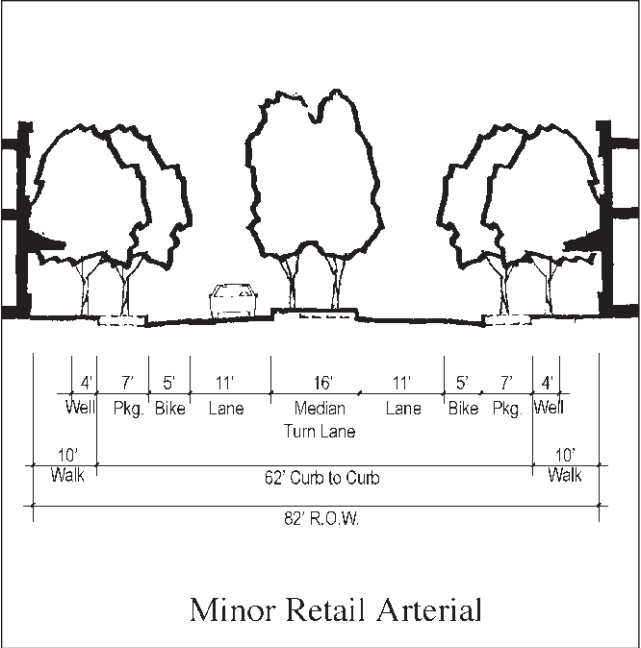 4' 7' 5' 11' 16' 11' 5' 7' 4'
Well Pkg. Bike Lane Median Lane Bike Pkg. Well
Turn Lane
10' 10'
Walk 62' Curb to Curb Walk
82' R.O.W.
Minor Retail Arterial